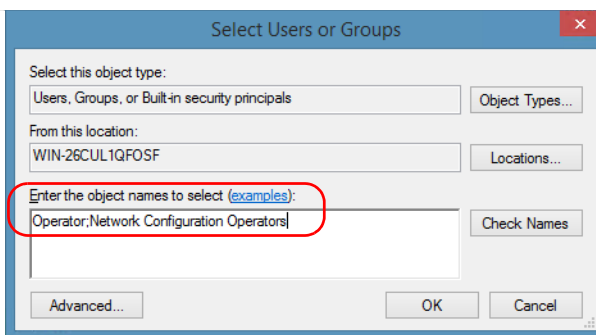 Select Users or Groups
Select this object type:
Users, Groups, or Built-in security principals
Object Types...
From this location:
WIN-26CUL1QFOSF
Locations...
Enter the object names to select (examples):
Operator;Network Configuration Operators
Check Names
Advanced...
OK
Cancel